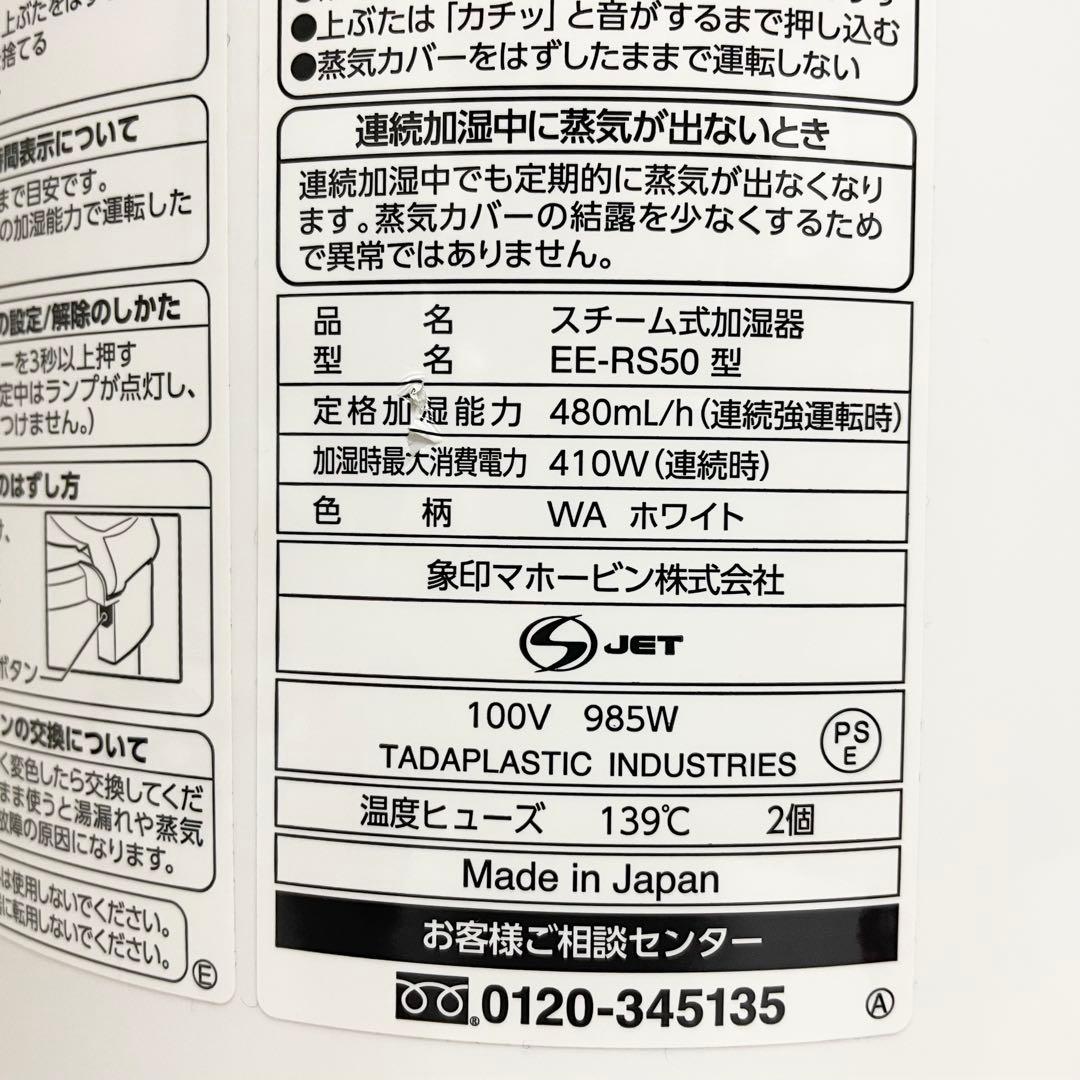 上ぶたをはず
捨てる
間表示について
まで目安です。
の加湿能力で運転した
の設定/解除のしかた
ーを3秒以上押す
定中はランプが点灯し、
つけません。)
のはずし方
ボタン
ンの交換について
く変色したら交換してくだ
まま使うと湯漏れや蒸気
故障の原因になります。
は使用しないでください。
に転用しないでください。
E
●上ぶたは「カチッ」と音がするまで押し込む
●蒸気カバーをはずしたままで運転しない
連続加湿中に蒸気が出ないとき
連続加湿中でも定期的に蒸気が出なくなり
ます。蒸気カバーの結露を少なくするため
で異常ではありません。
品名 スチーム式加湿器
型名 EE-RS50 型
定格加湿能力 480mL/h(連続強運転時)
加湿時最大消費電力 410W(連続時)
色柄 WA ホワイト
象印マホービン株式会社
S JET
100V 985W
TADAPLASTIC INDUSTRIES
PS
E
温度ヒューズ 139℃ 2個
Made in Japan
お客様ご相談センター
®0120-345135
A